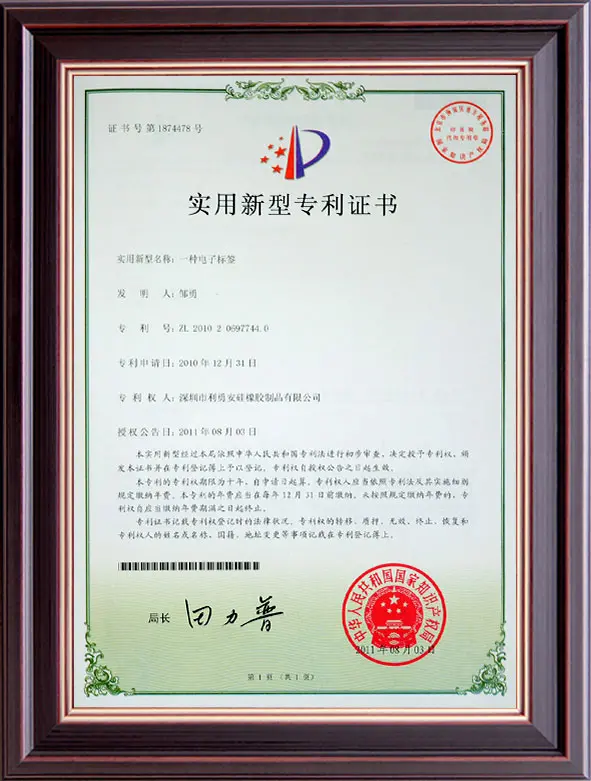 证书号第1874478号
实用新型专利证书
实用新型名称：一种电子标签
发 明 人：邹勇
专 利 号：ZL 2010 2 0697744.0
专利申请日：2010年12月31日
专 利 权 人：深圳市利勇安硅橡胶制品有限公司
授权公告日：2011年08月03日
本实用新型经过本局依照中华人民共和国专利法进行初步审查，决定授予专利权，颁
发本证书并在专利登记簿上予以登记。专利权自授权公告之日起生效。
本专利的专利权期限为十年，自申请日起算。专利权人应当依照专利法及其实施细则
规定缴纳年费。本专利的年费应当在每年12月31日前缴纳。未按照规定缴纳年费的，专
利权自应当缴纳年费期满之日起终止。
专利证书记载专利权登记时的法律状况。专利权的转移、质押、无效、终止、恢复和
专利权人的姓名或名称、国籍、地址变更等事项记载在专利登记簿上。
局长 田力普
中华人民共和国国家知识产权局
2011年08月03日
第1页（共1页）